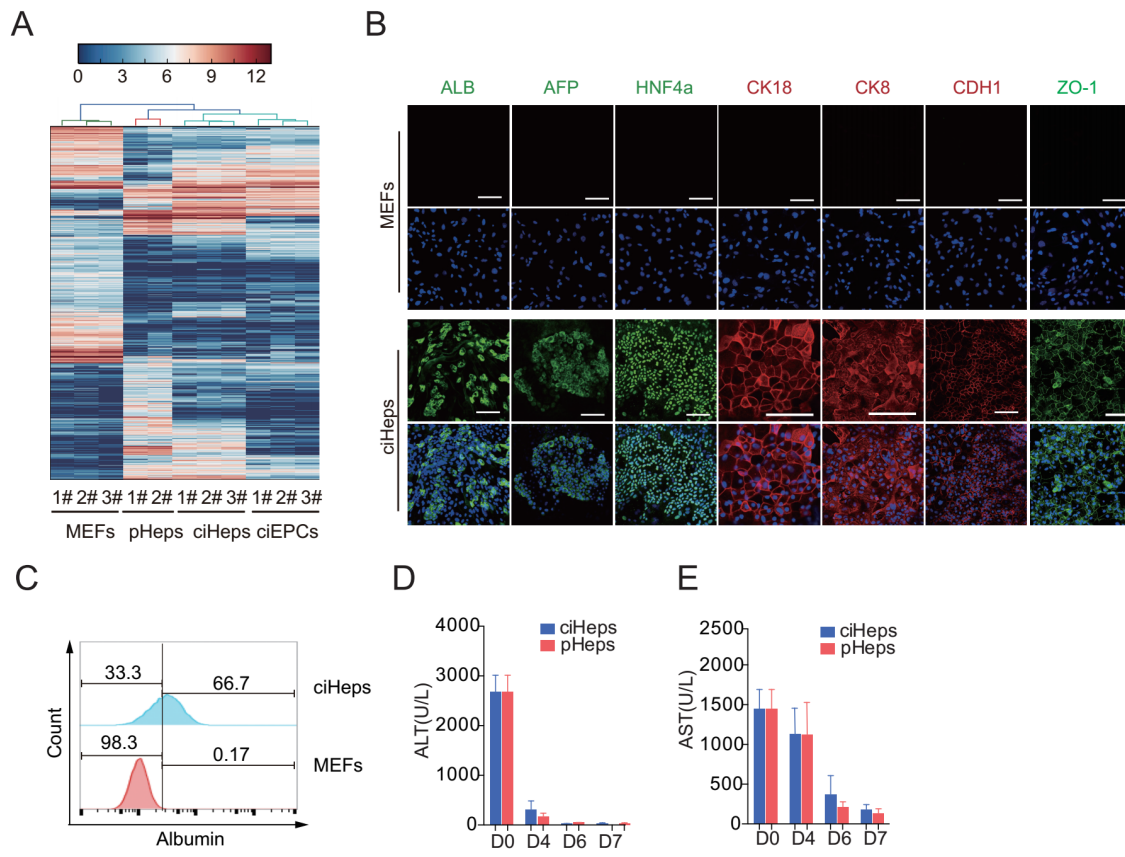 A
0 3 6 9 12
1# 2# 3# 1# 2# 1# 2# 3# 1# 2# 3#
MEFs pHeps ciHeps ciEPCs
B
ALB AFP HNF4a CK18 CK8 CDH1 ZO-1
MEFs
ciHeps
C
Count
33.3 66.7 ciHeps
98.3 0.17 MEFs
Albumin
D
ALT(U/L)
4000
3000
2000
1000
0
ciHeps
pHeps
D0 D4 D6 D7
E
AST(U/L)
2500
2000
1500
1000
500
0
ciHeps
pHeps
D0 D4 D6 D7